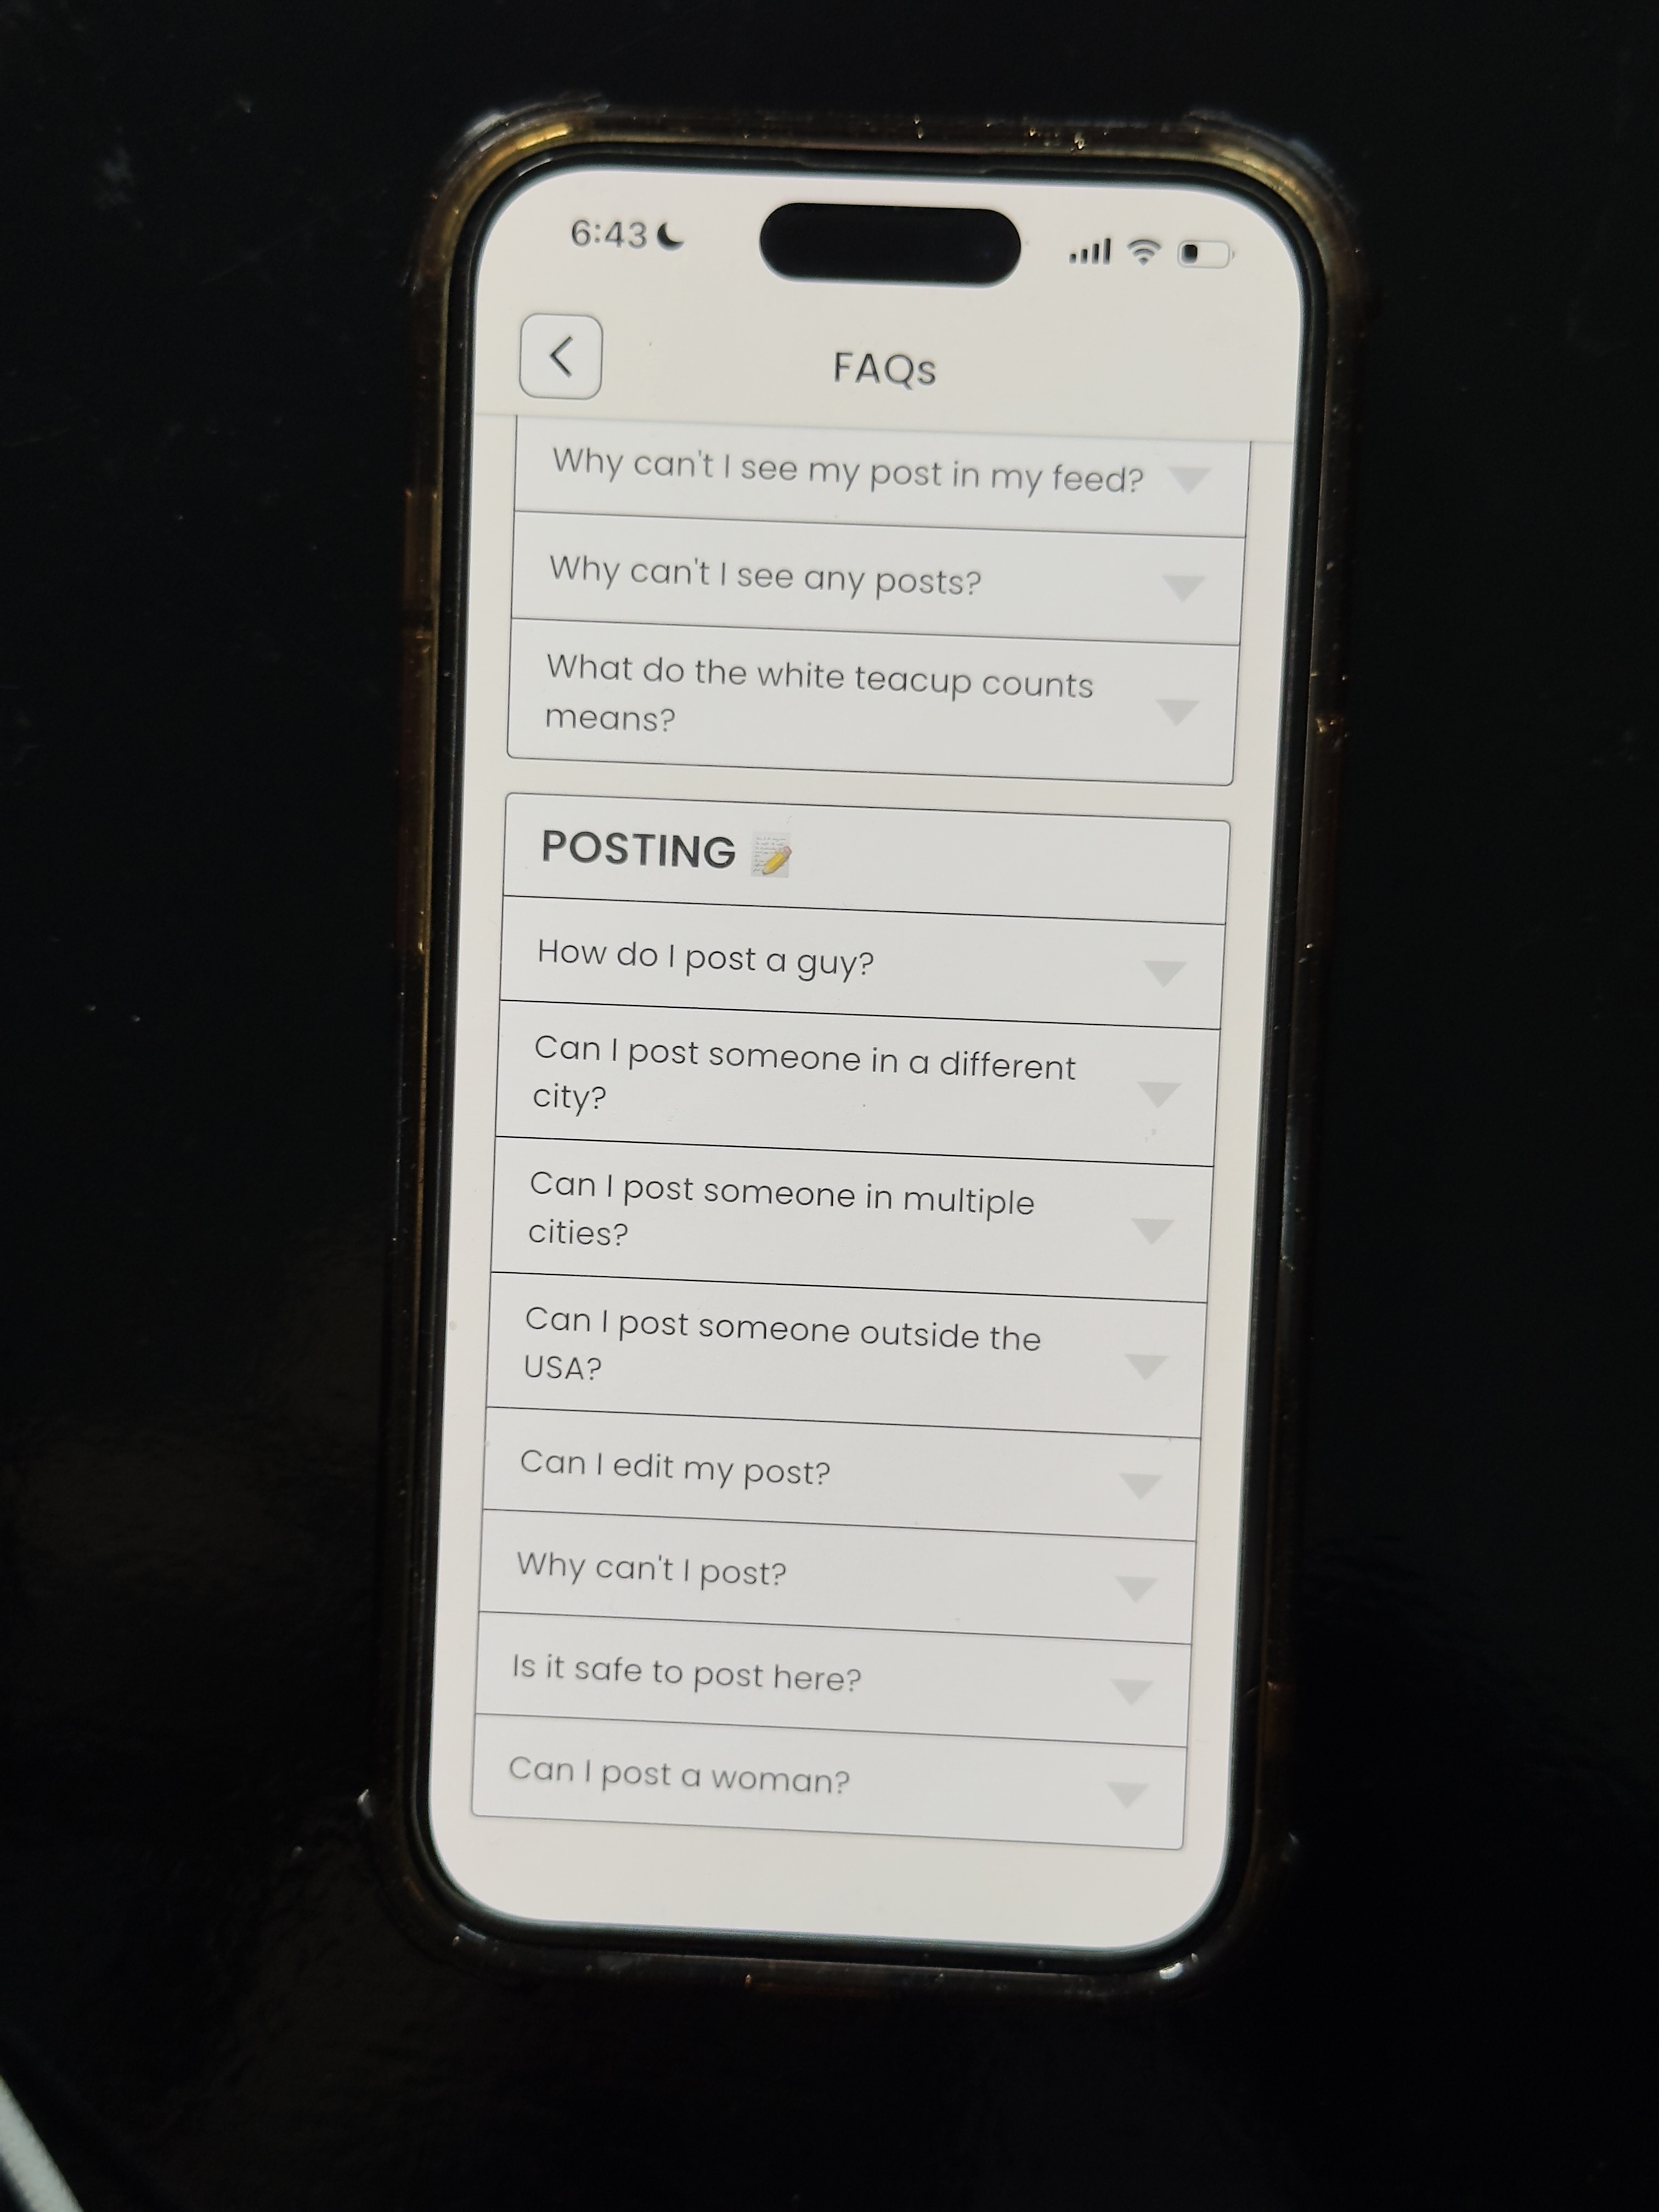 6:43
FAQs
Why can't I see my post in my feed?
Why can't I see any posts?
What do the white teacup counts
means?
POSTING
How do I post a guy?
Can I post someone in a different
city?
Can I post someone in multiple
cities?
Can I post someone outside the
USA?
Can I edit my post?
Why can't I post?
Is it safe to post here?
Can I post a woman?